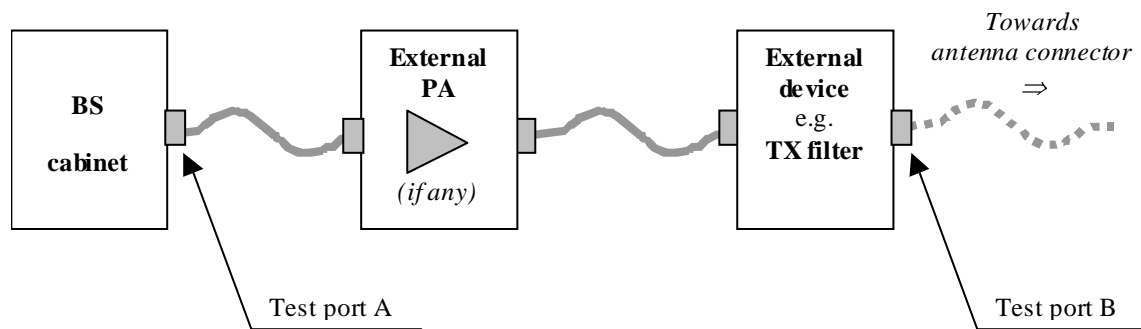 BS
cabinet
External
PA
(if any)
External
device
e.g.
TX filter
Towards
antenna connector
⇒
Test port A
Test port B